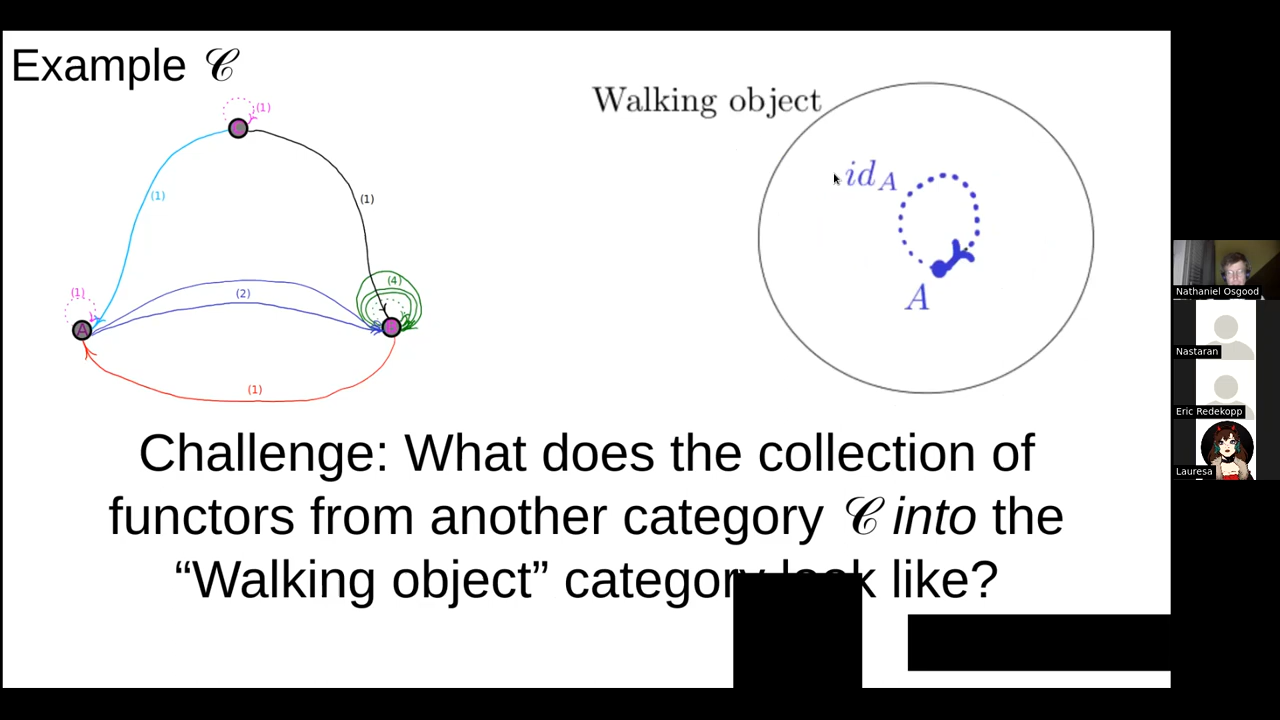 Example 𝒞
Walking object
(1)
(1)
(1)
id_A
(1)
(2)
(4)
A
A
(1)
Challenge: What does the collection of
functors from another category 𝒞 into the
“Walking object” category look like?
Nathaniel Osgood
Nastaran
Eric Redekopp
Lauresa